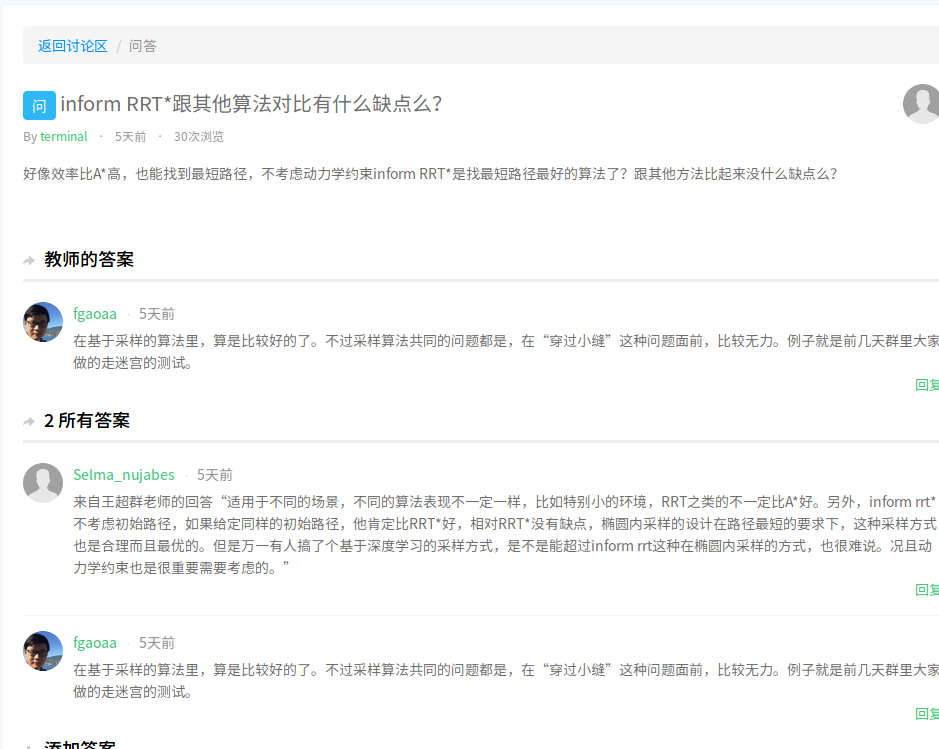 返回讨论区 / 问答
问 inform RRT*跟其他算法对比有什么缺点么?
By terminal · 5天前 · 30次浏览
好像效率比A*高，也能找到最短路径，不考虑动力学约束inform RRT*是找最短路径最好的算法了？跟其他方法比起来没什么缺点么？
教师的答案
fgaoaa · 5天前
在基于采样的算法里，算是比较好的了。不过采样算法共同的问题都是，在“穿过小缝”这种问题面前，比较无力。例子就是前几天群里大家
做的走迷宫的测试。
回复
2 所有答案
Selma_nujabes · 5天前
来自王超群老师的回答“适用于不同的场景，不同的算法表现不一定一样，比如特别小的环境，RRT之类的不一定比A*好。另外，inform rrt*
不考虑初始路径，如果给定同样的初始路径，他肯定比RRT*好，相对RRT*没有缺点，椭圆内采样的设计在路径最短的要求下，这种采样方式
也是合理而且最优的。但是万一有人搞了个基于深度学习的采样方式，是不是能超过inform rrt这种在椭圆内采样的方式，也很难说。况且动
力学约束也是很重要需要考虑的。”
回复
fgaoaa · 5天前
在基于采样的算法里，算是比较好的了。不过采样算法共同的问题都是，在“穿过小缝”这种问题面前，比较无力。例子就是前几天群里大家
做的走迷宫的测试。
回复
添加答案